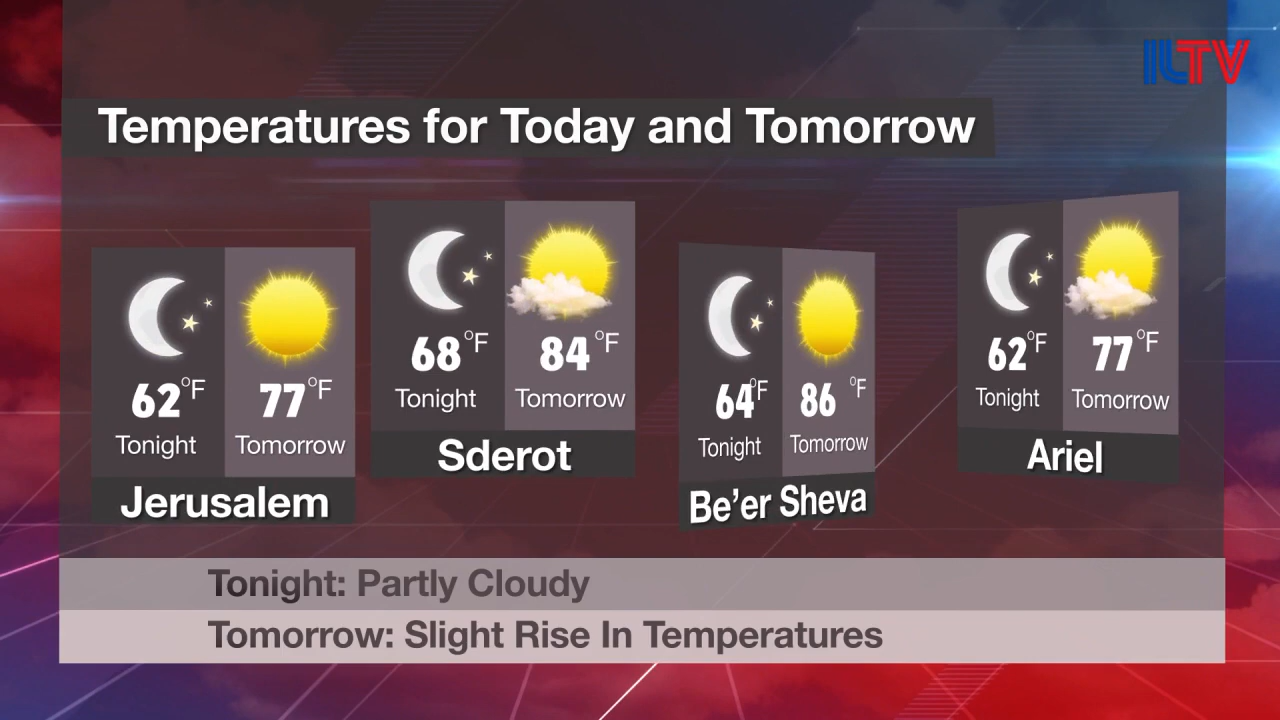 ILTV
Temperatures for Today and Tomorrow
62°F
Tonight
77°F
Tomorrow
Jerusalem
68°F
Tonight
84°F
Tomorrow
Sderot
64°F
Tonight
86°F
Tomorrow
Be’er Sheva
62°F
Tonight
77°F
Tomorrow
Ariel
Tonight: Partly Cloudy
Tomorrow: Slight Rise In Temperatures